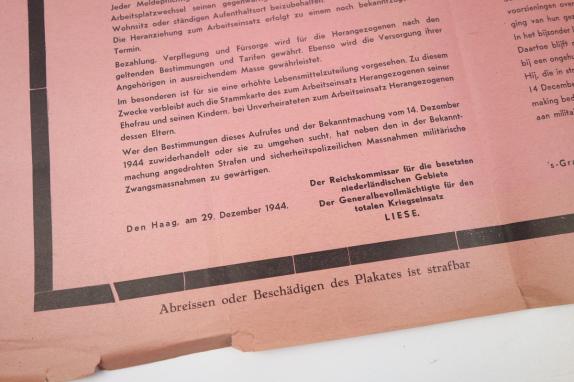 Jeder Meldepflichtige
Arbeitsplatzwechsel seinen gegenwärtigen
Wohnsitz oder ständigen Aufenthaltsort beizubehalten.
Die Heranziehung zum Arbeitseinsatz erfolgt zu einem noch
Termin.
Bezahlung, Verpflegung und Fürsorge wird für die Herangezogenen nach den
geltenden Bestimmungen und Tarifen gewährt. Ebenso wird die Versorgung ihrer
Angehörigen in ausreichendem Masse gewährleistet.
Im besonderen ist für sie eine erhöhte Lebensmittelzuteilung vorgesehen. Zu diesem
Zwecke verbleibt auch die Stammkarte des zum Arbeitseinsatz Herangezogenen seiner
Ehefrau und seinen Kindern, bei Unverheirateten zum Arbeitseinsatz Herangezogenen
dessen Eltern.
Wer den Bestimmungen dieses Aufrufes und der Bekanntmachung vom 14. Dezember
1944 zuwiderhandelt oder sie zu umgehen sucht, hat neben den in der Bekannt-
machung angedrohten Strafen und sicherheitspolizeilichen Massnahmen militärische
Zwangsmassnahmen zu gewärtigen.
Den Haag, am 29. Dezember 1944.
Der Reichskommissar für die besetzten
niederländischen Gebiete
Der Generalbevollmächtigte für den
totalen Kriegseinsatz
LIESE.
Abreissen oder Beschädigen des Plakates ist strafbar
voorzieningen over
ging van hun gez
In het bijzonder
Daartoe blijft
bij een ongehu
Hij, die in str
14 December
making bed
aan milita
's-Gra